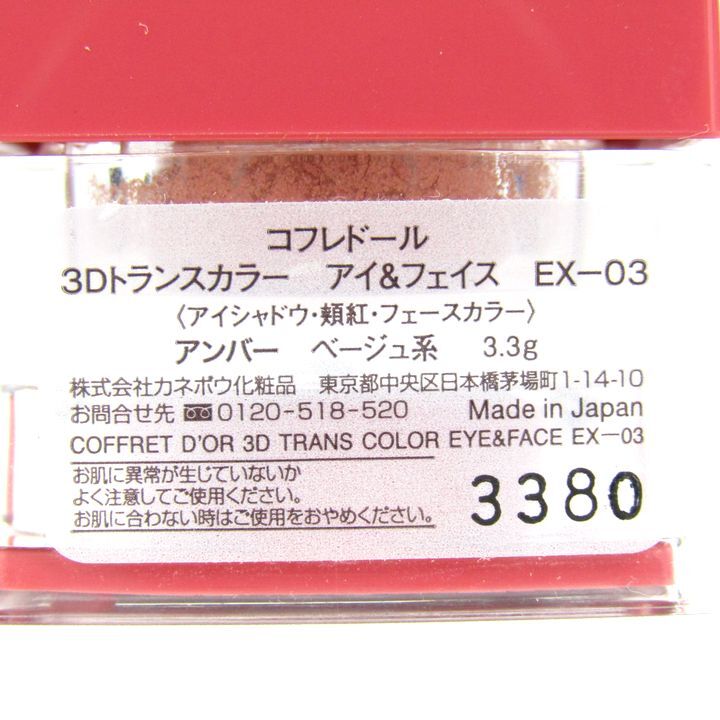 コフレドール
3Dトランスカラー　アイ&フェイス　EX−03
〈アイシャドウ・頬紅・フェースカラー〉
アンバー　ベージュ系　3.3g
株式会社カネボウ化粧品　東京都中央区日本橋茅場町1-14-10
お問合せ先 0120-518-520　Made in Japan
COFFRET D'OR 3D TRANS COLOR EYE&FACE EX−03
お肌に異常が生じていないか
よく注意してご使用ください。
お肌に合わない時はご使用をおやめください。
3380